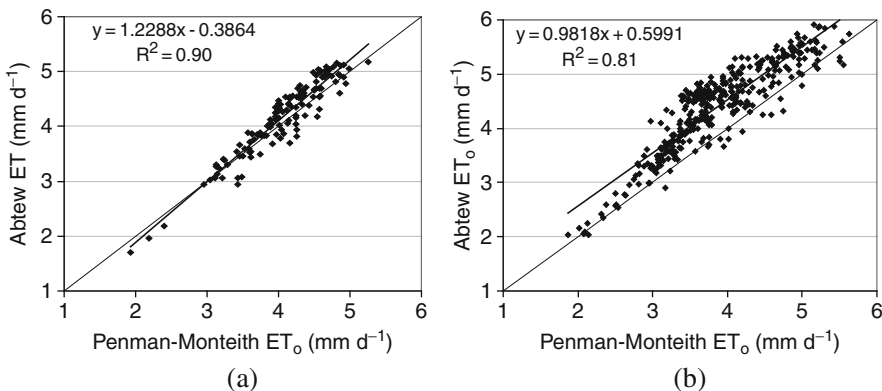 y = 1.2288x - 0.3864
R² = 0.90
6
5
4
3
2
1
1 2 3 4 5 6
Abtew ET (mm d⁻¹)
Penman-Monteith ETₒ (mm d⁻¹)
(a)
y = 0.9818x + 0.5991
R² = 0.81
6
5
4
3
2
1
1 2 3 4 5 6
Abtew ETₒ (mm d⁻¹)
Penman-Monteith ETₒ (mm d⁻¹)
(b)